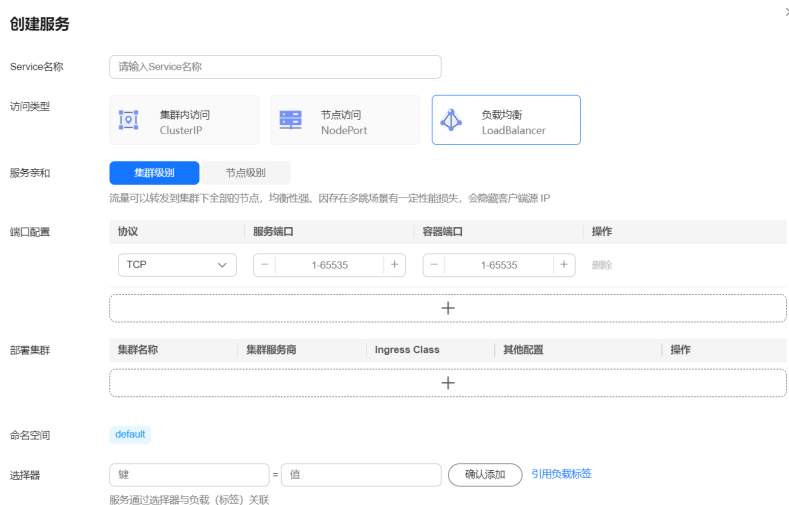 创建服务
Service名称 请输入Service名称
访问类型 集群内访问 节点访问 负载均衡
ClusterIP NodePort LoadBalancer
服务亲和 集群级别 节点级别
流量可以转发到集群下全部的节点，均衡性强、因存在多跳场景有一定性能损失，会隐藏客户端源 IP
端口配置 协议 服务端口 容器端口 操作
TCP − 1-65535 + − 1-65535 + 删除
+
部署集群 集群名称 集群服务商 Ingress Class 其他配置 操作
+
命名空间 default
选择器 键 = 值 确认添加 引用负载标签
服务通过选择器与负载（标签）关联